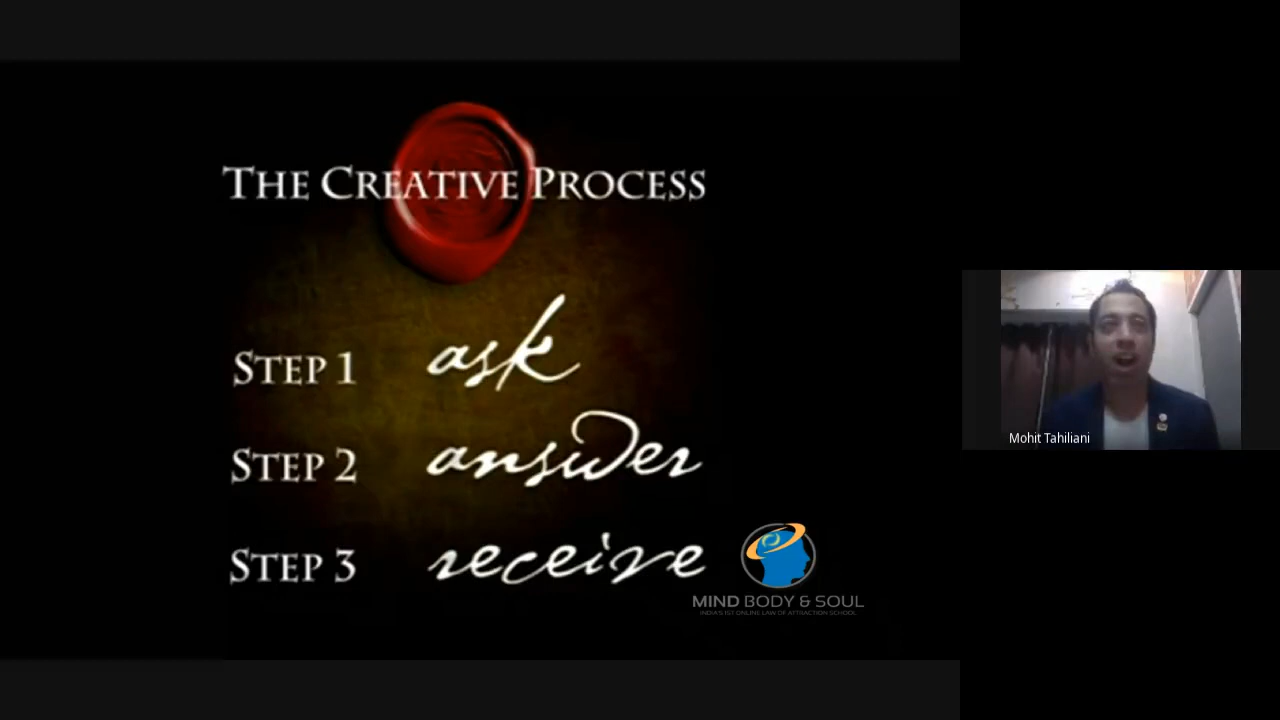 THE CREATIVE PROCESS
STEP 1 ask
STEP 2 answer
STEP 3 receive
MIND BODY & SOUL
INDIA'S 1ST ONLINE LAW OF ATTRACTION SCHOOL
Mohit Tahiliani